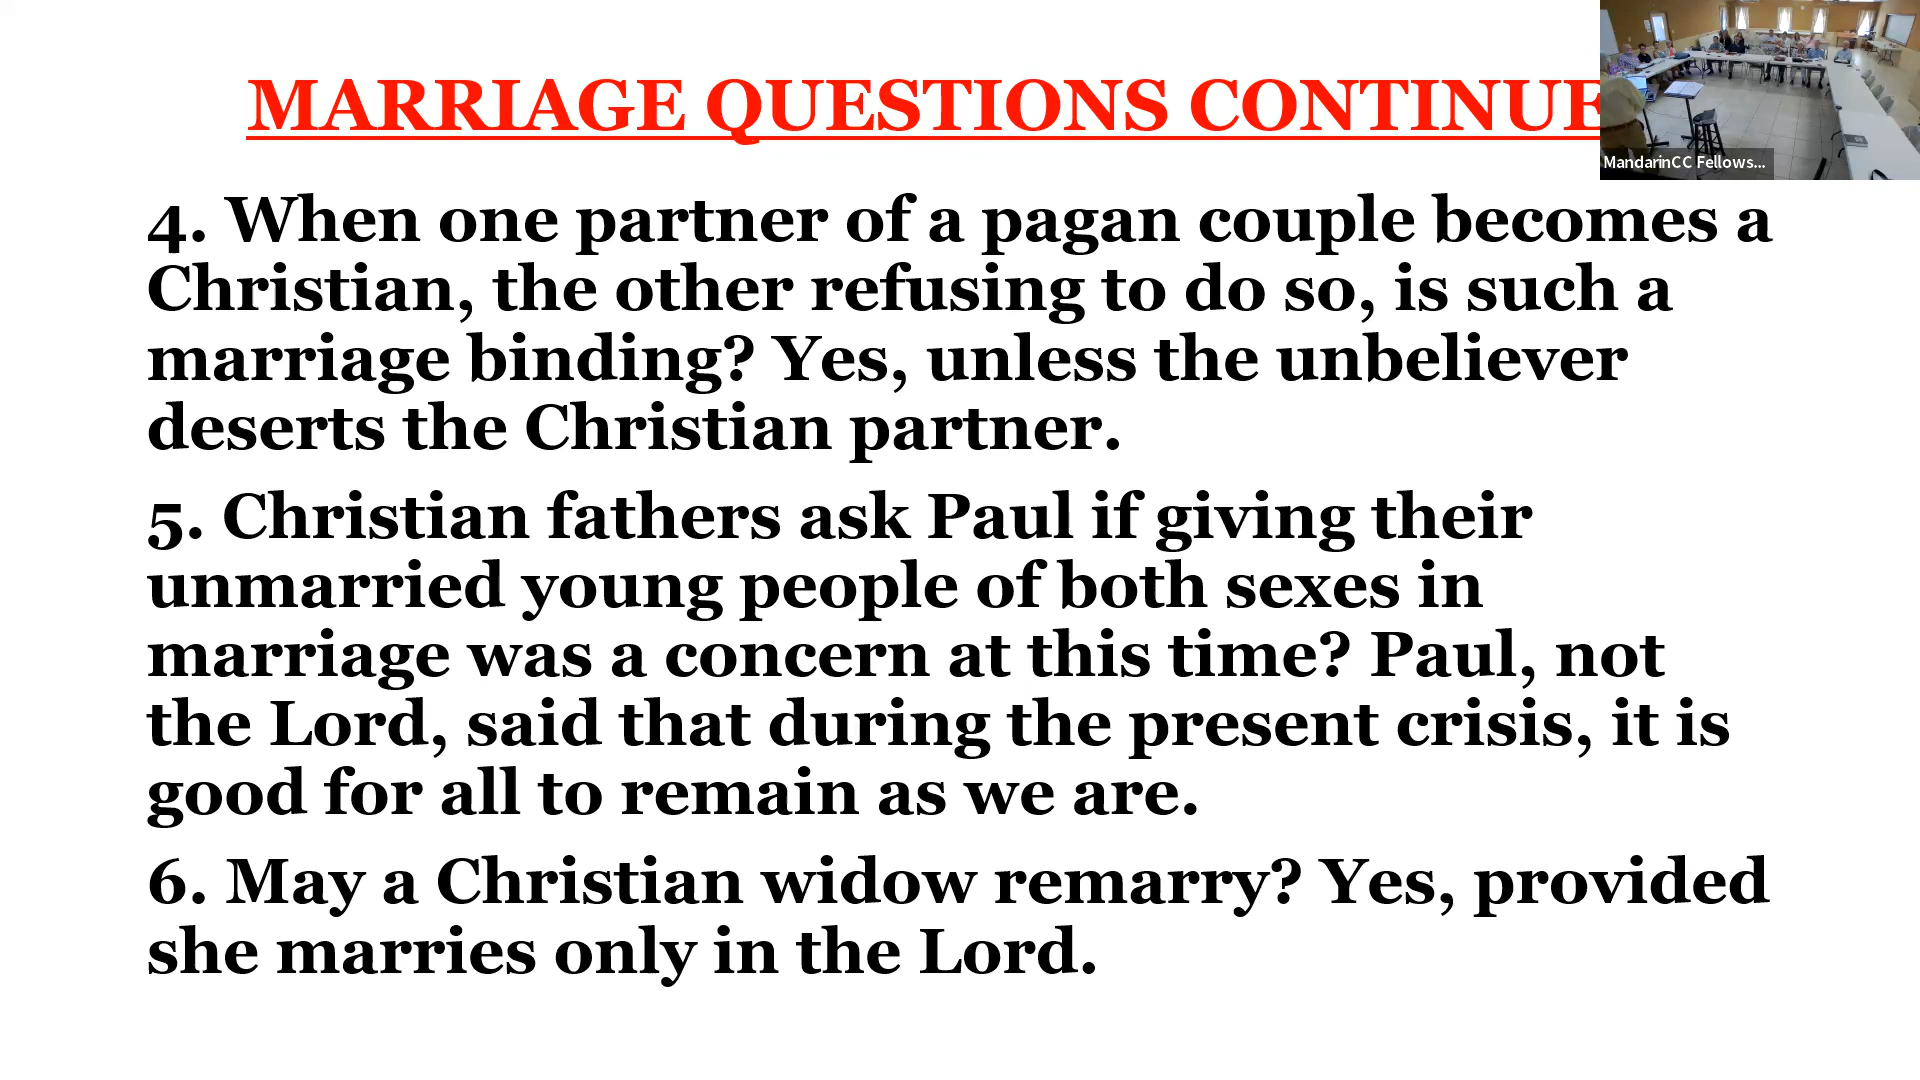 MARRIAGE QUESTIONS CONTINUE
MandarinCC Fellows...
4. When one partner of a pagan couple becomes a
Christian, the other refusing to do so, is such a
marriage binding? Yes, unless the unbeliever
deserts the Christian partner.
5. Christian fathers ask Paul if giving their
unmarried young people of both sexes in
marriage was a concern at this time? Paul, not
the Lord, said that during the present crisis, it is
good for all to remain as we are.
6. May a Christian widow remarry? Yes, provided
she marries only in the Lord.